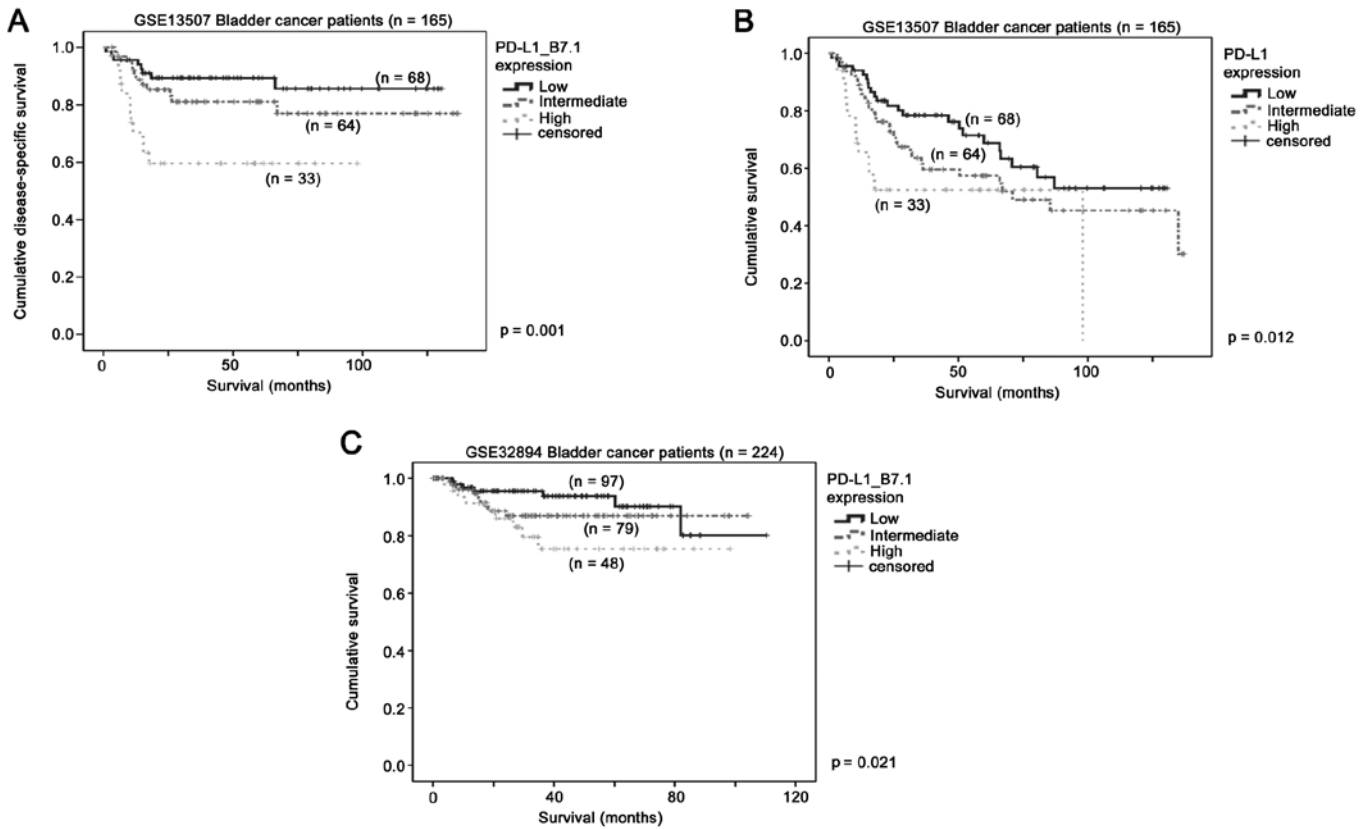 A
GSE13507 Bladder cancer patients (n = 165)
PD-L1_B7.1
expression
Low
Intermediate
High
censored
(n = 68)
(n = 64)
(n = 33)
1.0
0.8
0.6
0.4
0.2
0.0
Cumulative disease-specific survival
0 50 100
Survival (months)
p = 0.001
B
GSE13507 Bladder cancer patients (n = 165)
PD-L1
expression
Low
Intermediate
High
censored
(n = 68)
(n = 64)
(n = 33)
1.0
0.8
0.6
0.4
0.2
0.0
Cumulative survival
0 50 100
Survival (months)
p = 0.012
C
GSE32894 Bladder cancer patients (n = 224)
PD-L1_B7.1
expression
Low
Intermediate
High
censored
(n = 97)
(n = 79)
(n = 48)
1.0
0.8
0.6
0.4
0.2
0.0
Cumulative survival
0 40 80 120
Survival (months)
p = 0.021